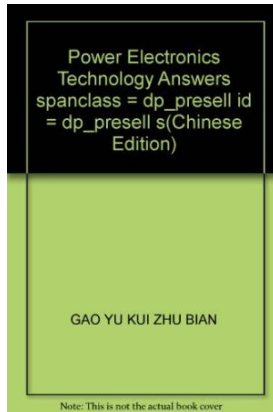 Power Electronics
Technology Answers
spanclass = dp_presell id
= dp_presell s(Chinese
Edition)
GAO YU KUI ZHU BIAN
Note: This is not the actual book cover